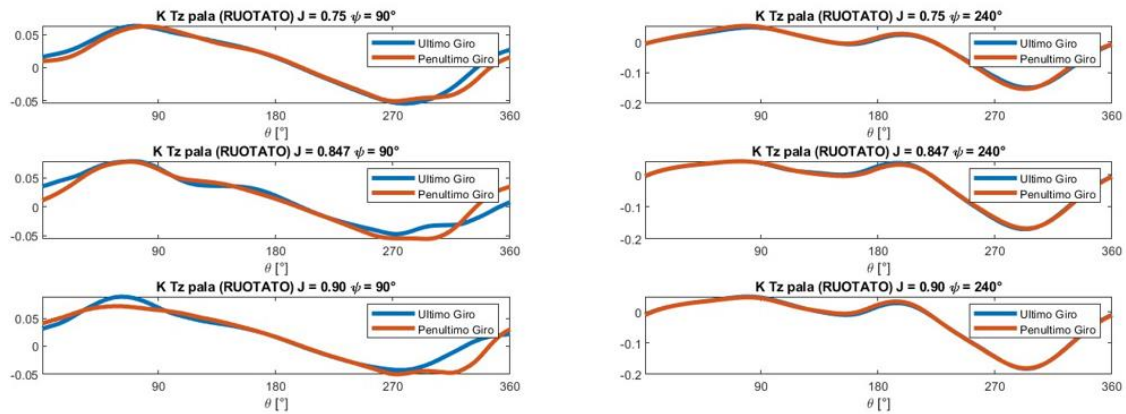 K Tz pala (RUOTATO) J = 0.75 ψ = 90°
0.05
0
-0.05
Ultimo Giro
Penultimo Giro
90
180
270
360
θ [°]
K Tz pala (RUOTATO) J = 0.75 ψ = 240°
0
-0.1
-0.2
Ultimo Giro
Penultimo Giro
90
180
270
360
θ [°]
K Tz pala (RUOTATO) J = 0.847 ψ = 90°
0.05
0
-0.05
Ultimo Giro
Penultimo Giro
90
180
270
360
θ [°]
K Tz pala (RUOTATO) J = 0.847 ψ = 240°
0
-0.1
-0.2
Ultimo Giro
Penultimo Giro
90
180
270
360
θ [°]
K Tz pala (RUOTATO) J = 0.90 ψ = 90°
0.05
0
-0.05
Ultimo Giro
Penultimo Giro
90
180
270
360
θ [°]
K Tz pala (RUOTATO) J = 0.90 ψ = 240°
0
-0.1
-0.2
Ultimo Giro
Penultimo Giro
90
180
270
360
θ [°]